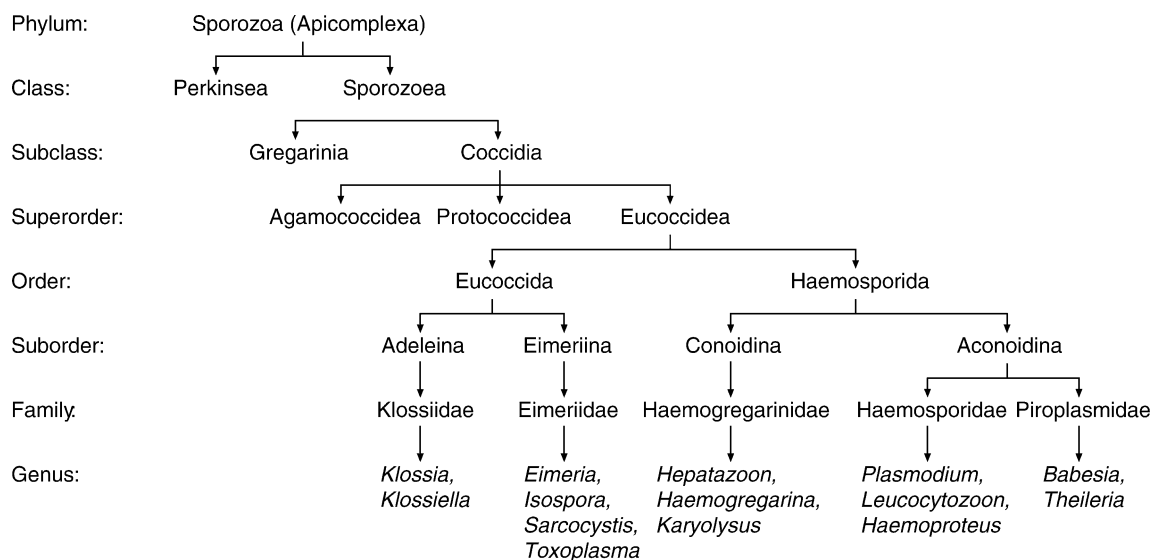 Phylum: Sporozoa (Apicomplexa)
Class: Perkinsea Sporozoea
Subclass: Gregarinia Coccidia
Superorder: Agamococcidea Protococcidea Eucoccidea
Order: Eucoccida Haemosporida
Suborder: Adeleina Eimeriina Conoidina Aconoidina
Family: Klossiidae Eimeriidae Haemogregarinidae Haemosporidae Piroplasmidae
Genus: Klossia, Eimeria, Hepatazoon, Plasmodium, Babesia,
Klossiella Isospora, Haemogregarina, Leucocytozoon, Theileria
Sarcocystis, Karyolysus Haemoproteus
Toxoplasma